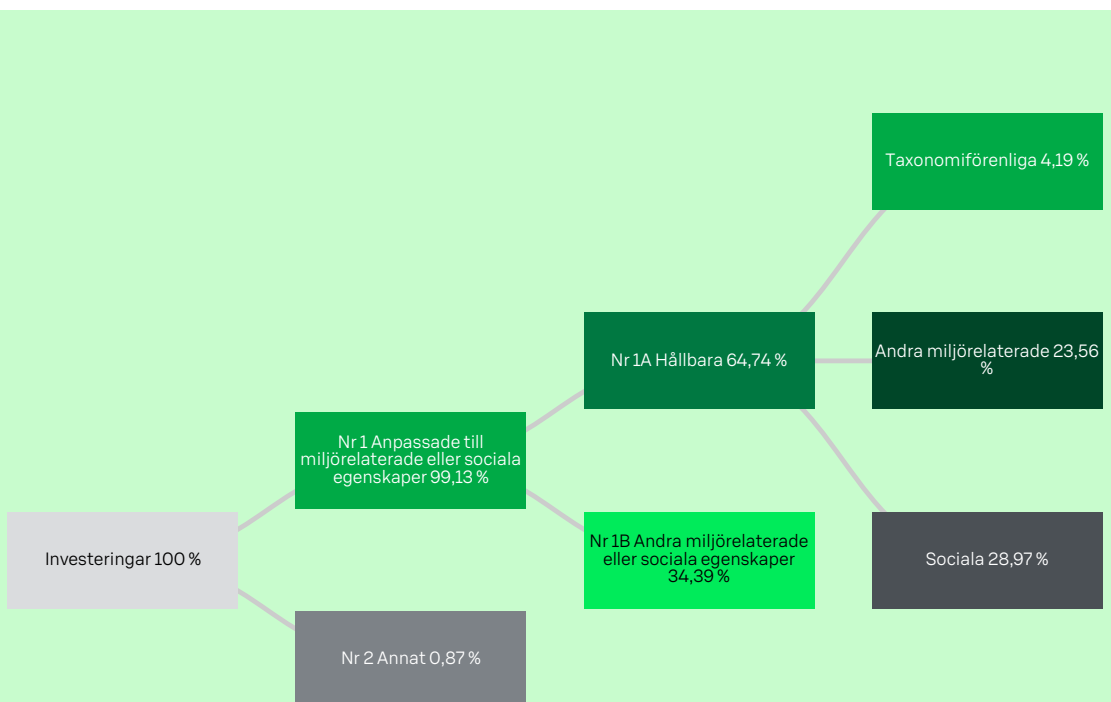 Taxonomiförenliga 4,19 %
Nr 1A Hållbara 64,74 %
Andra miljörelaterade 23,56
%
Nr 1 Anpassade till
miljörelaterade eller sociala
egenskaper 99,13 %
Investeringar 100 %
Nr 1B Andra miljörelaterade
eller sociala egenskaper
34,39 %
Sociala 28,97 %
Nr 2 Annat 0,87 %